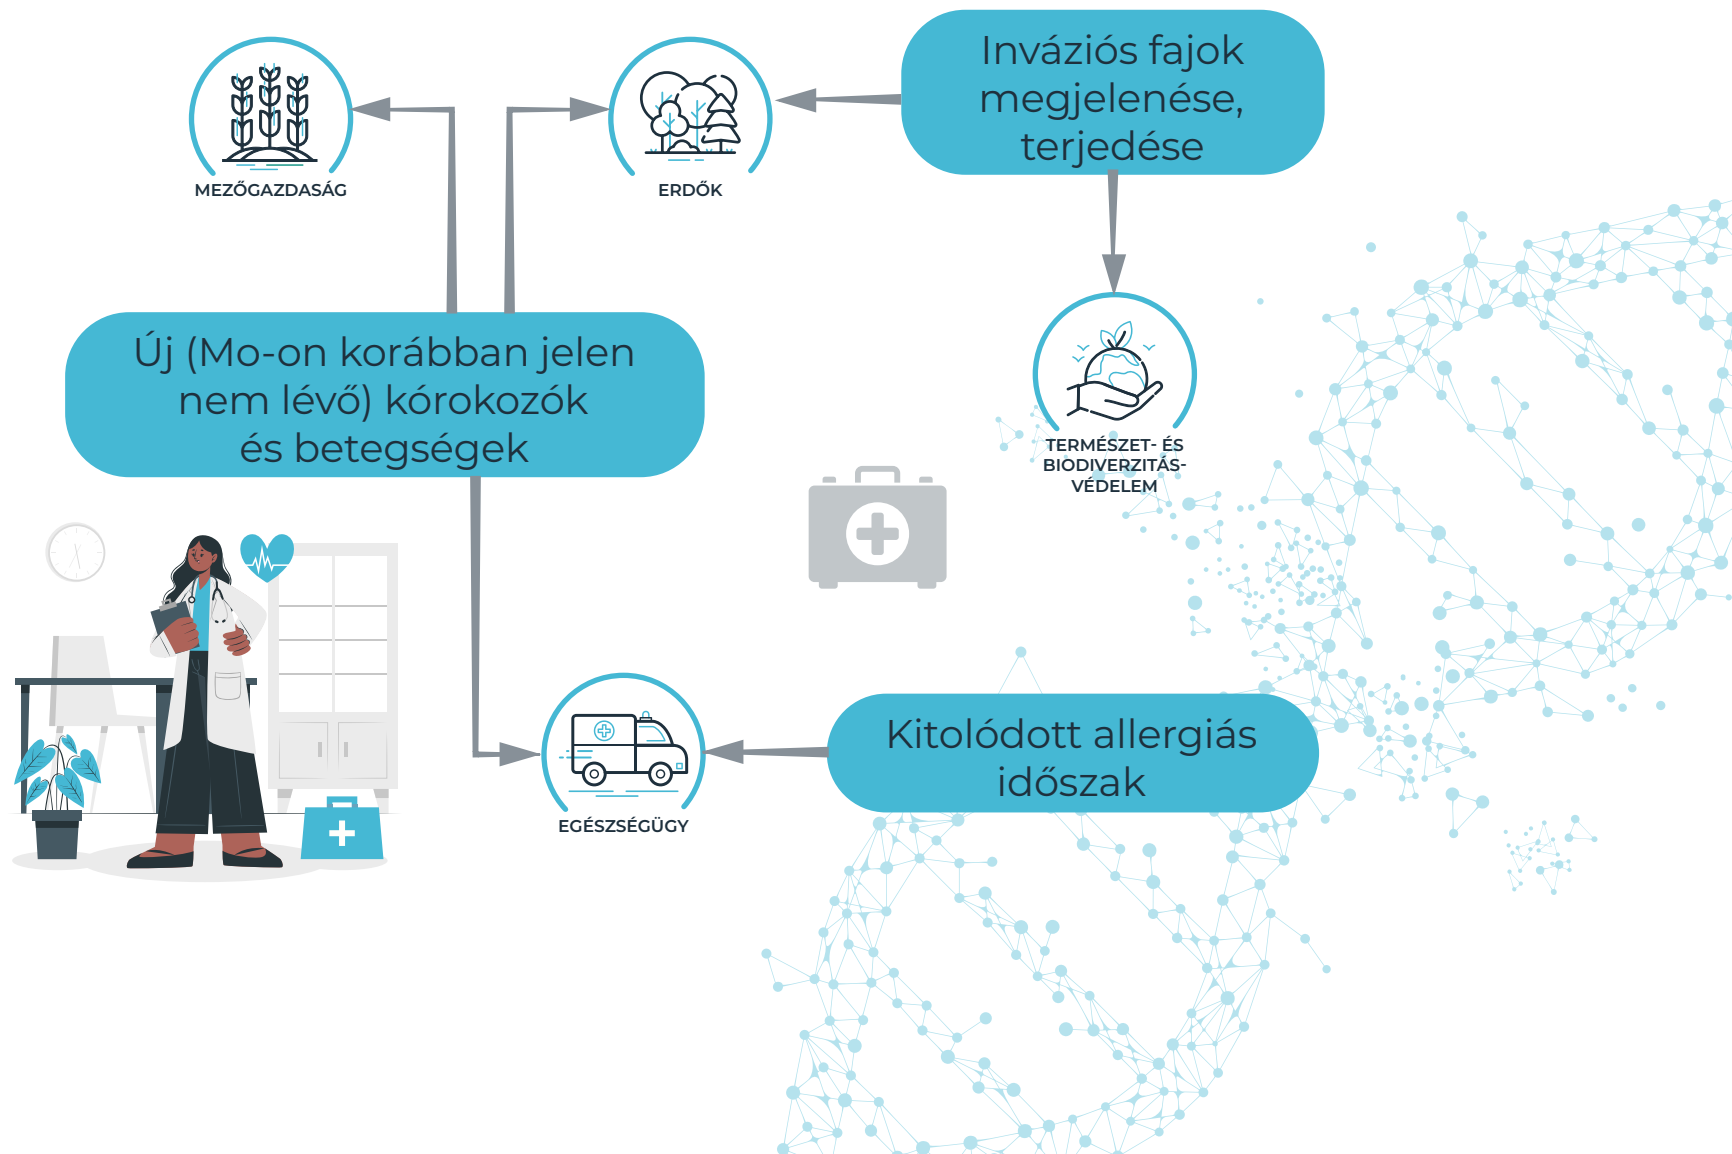 Inváziós fajok
megjelenése,
terjedése
MEZŐGAZDASÁG
ERDŐK
Új (Mo-on korábban jelen
nem lévő) kórokozók
és betegségek
TERMÉSZET- ÉS
BIODIVERZITÁS-
VÉDELEM
Kitolódott allergiás
időszak
EGÉSZSÉGÜGY